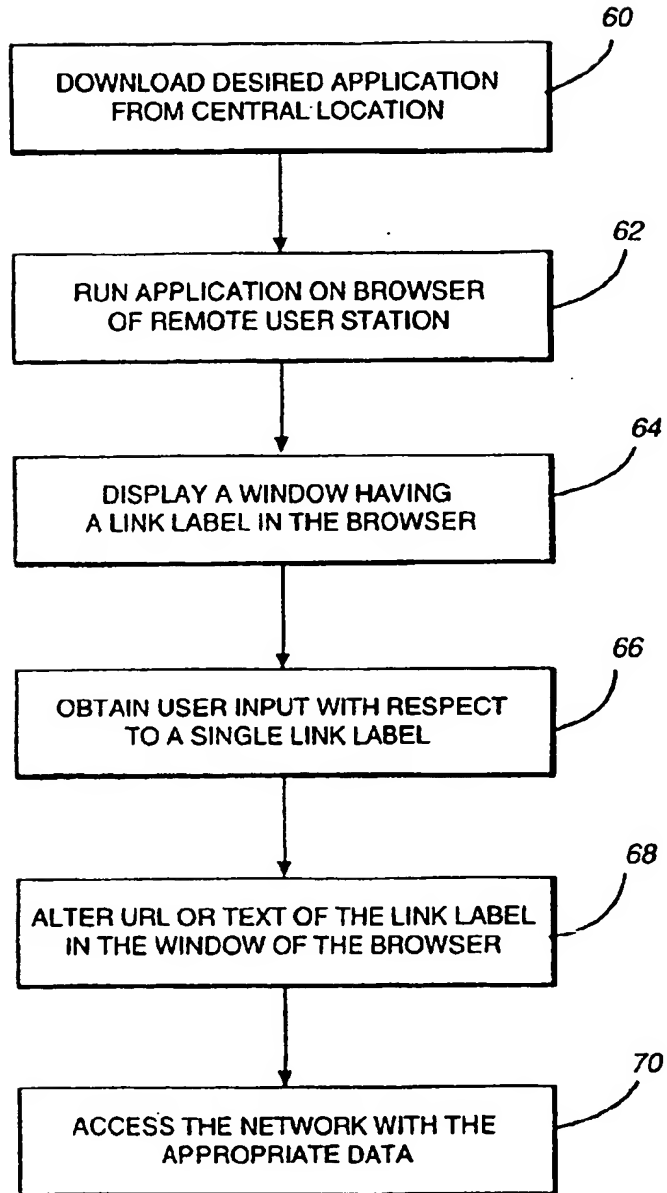 60
DOWNLOAD DESIRED APPLICATION
FROM CENTRAL LOCATION
62
RUN APPLICATION ON BROWSER
OF REMOTE USER STATION
64
DISPLAY A WINDOW HAVING
A LINK LABEL IN THE BROWSER
66
OBTAIN USER INPUT WITH RESPECT
TO A SINGLE LINK LABEL
68
ALTER URL OR TEXT OF THE LINK LABEL
IN THE WINDOW OF THE BROWSER
70
ACCESS THE NETWORK WITH THE
APPROPRIATE DATA